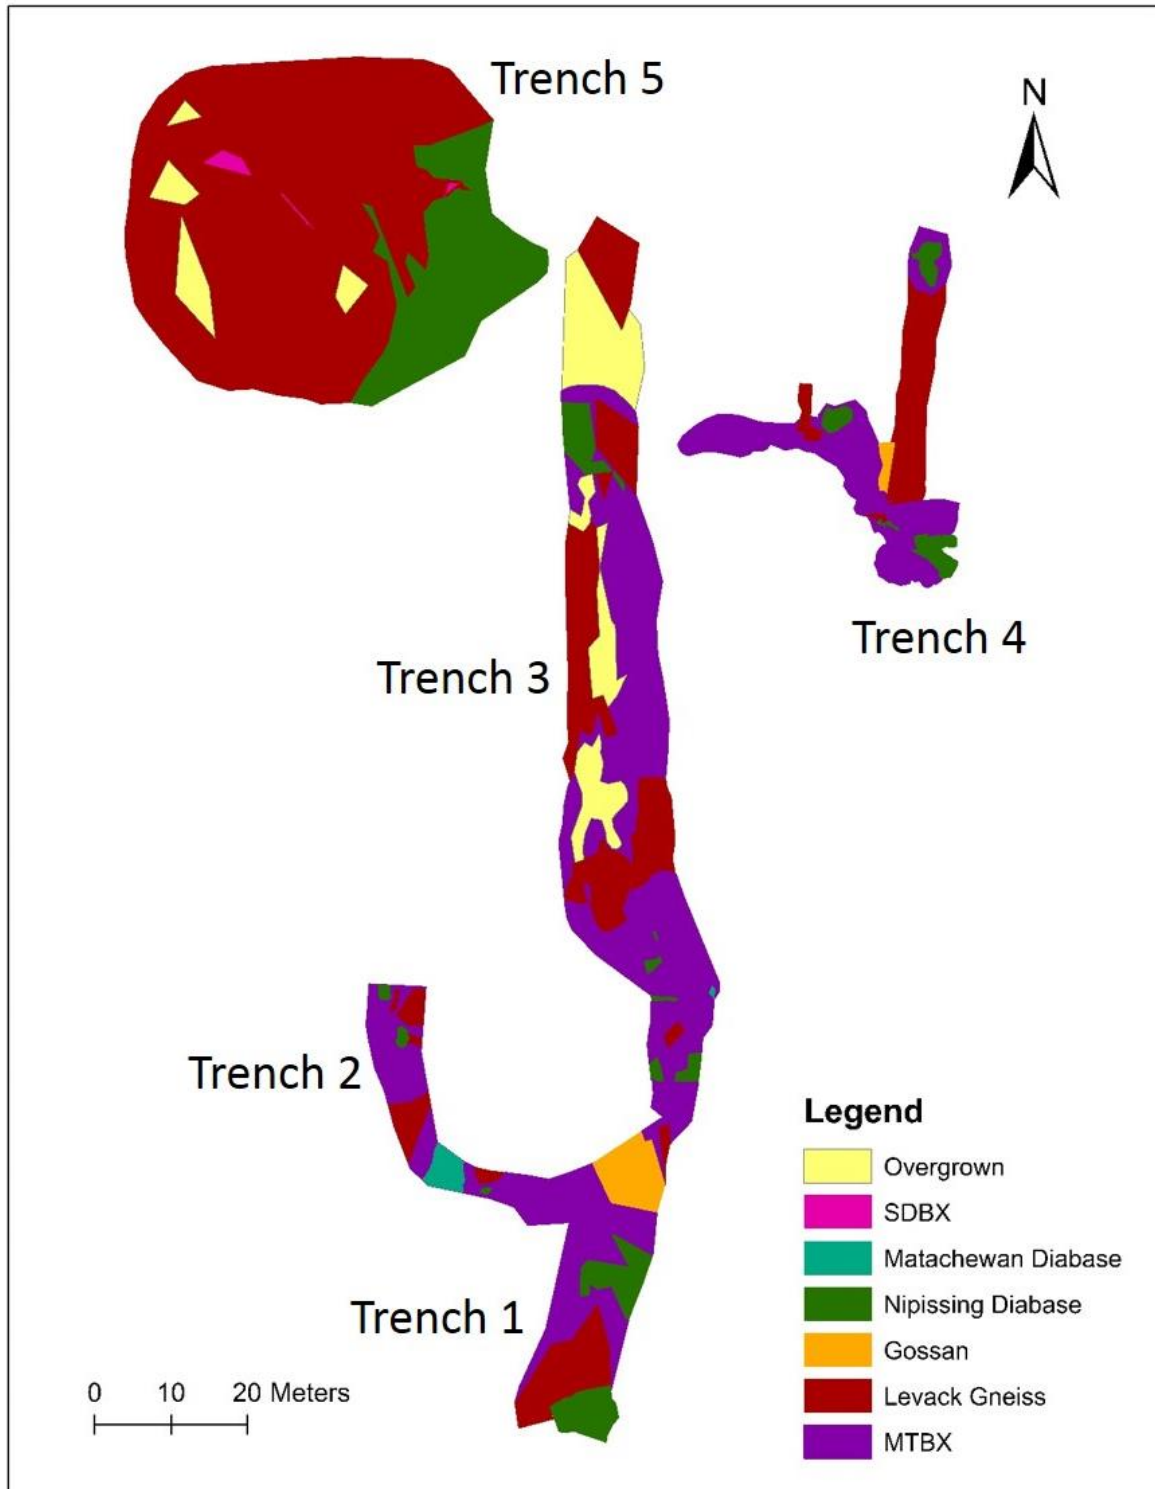 Trench 5
N
Trench 4
Trench 3
Trench 2
Trench 1
Legend
Overgrown
SDBX
Matachewan Diabase
Nipissing Diabase
Gossan
Levack Gneiss
MTBX
0 10 20 Meters